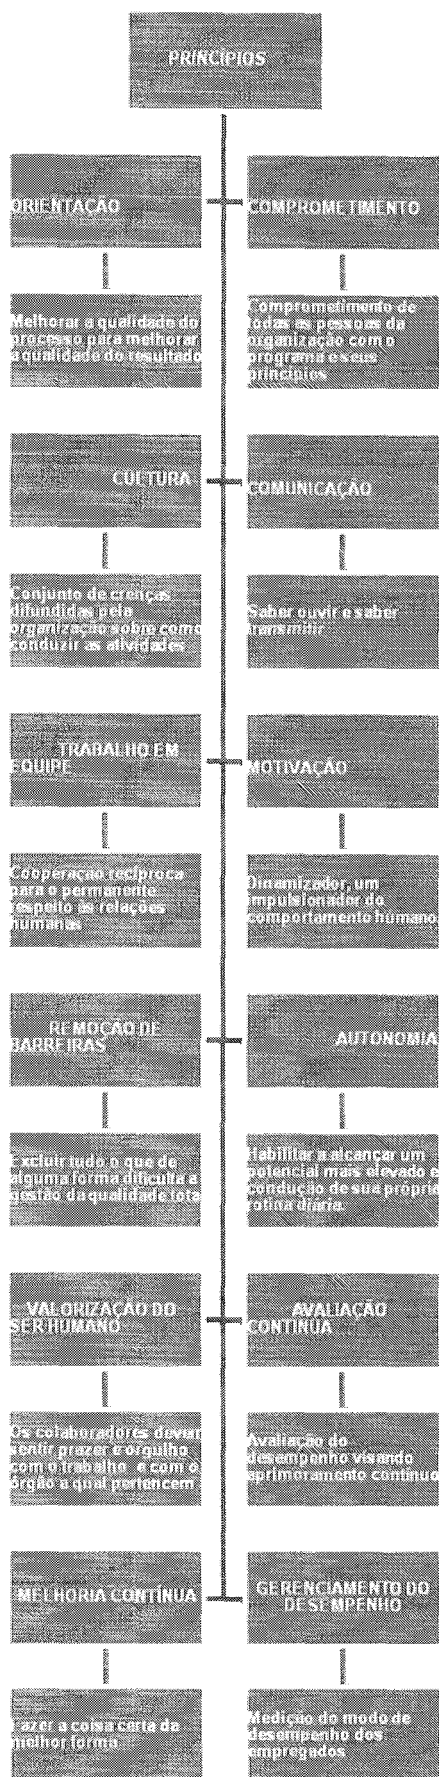 PRINCÍPIOS
ORIENTAÇÃO
COMPROMETIMENTO
Melhorar a qualidade do
processo para melhorar
a qualidade do resultado
Comprometimento de
todas as pessoas da
organização com o
programa e seus
princípios
CULTURA
COMUNICAÇÃO
Conjunto de crenças
difundidas pela
organização sobre como
conduzir as atividades
Saber ouvir e saber
transmitir
TRABALHO EM
EQUIPE
MOTIVAÇÃO
Cooperação recíproca
para o permanente
respeito às relações
humanas
Dinamizador, um
impulsionador do
comportamento humano
REMOÇÃO DE
BARREIRAS
AUTONOMIA
Excluir tudo o que de
alguma forma dificulta a
gestão da qualidade total
Habilitar a alcançar um
potencial mais elevado e
condução de sua própria
rotina diária.
VALORIZAÇÃO DO
SER HUMANO
AVALIAÇÃO
CONTÍNUA
Os colaboradores devem
sentir prazer e orgulho
com o trabalho e com o
órgão a qual pertencem
Avaliação do
desempenho visando
aprimoramento contínuo
MELHORIA CONTÍNUA
GERENCIAMENTO DO
DESEMPENHO
Fazer a coisa certa da
melhor forma
Medição do modo de
desempenho dos
empregados